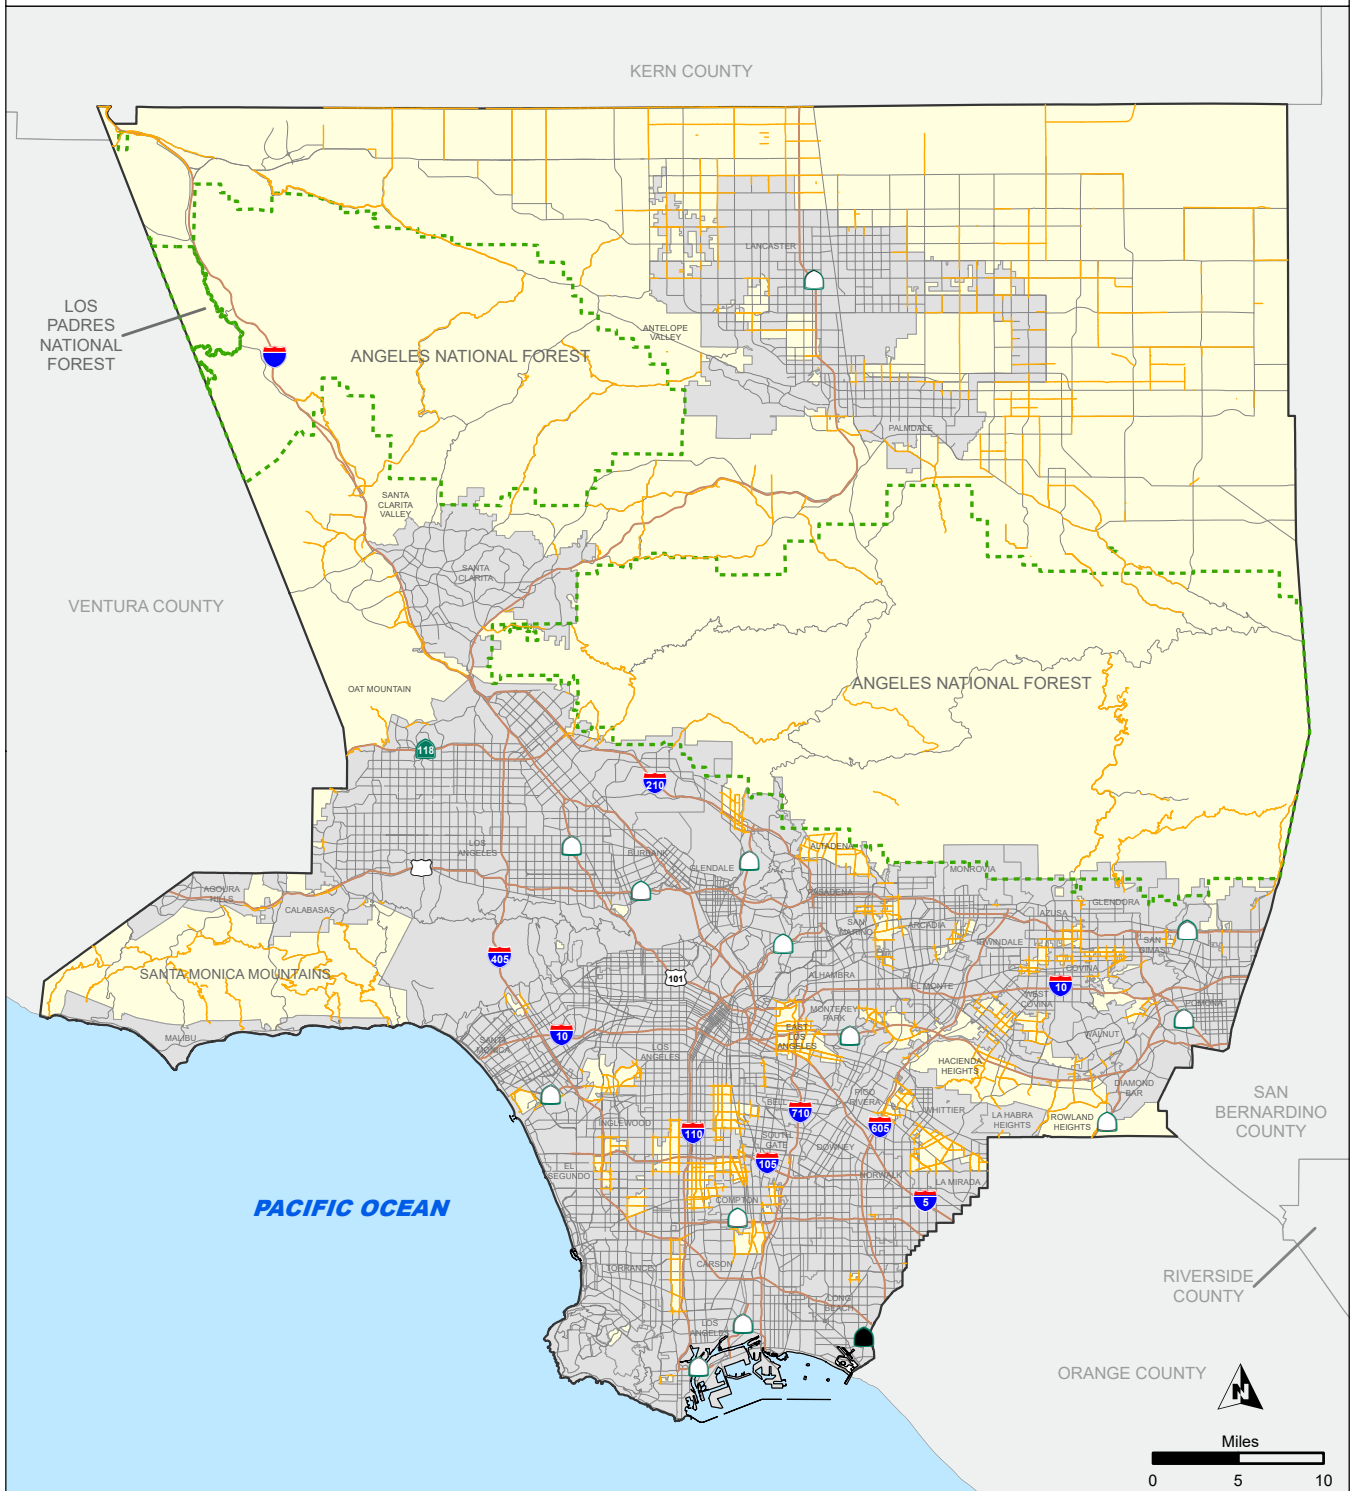 KERN COUNTY
LANCASTER
LOS
PADRES
NATIONAL
FOREST
ANTELOPE
VALLEY
ANGELES NATIONAL FOREST
PALMDALE
SANTA
CLARITA
VALLEY
SANTA
CLARITA
VENTURA COUNTY
OAT MOUNTAIN
ANGELES NATIONAL FOREST
118
210
LOS
ANGELES
BURBANK
GLENDALE
ALTADENA
MONROVIA
PASADENA
AGOURA
HILLS
CALABASAS
GLENDORA
AZUSA
SAN
MARINO
ARCADIA
IRWINDALE
SAN
DIMAS
405
SANTA MONICA MOUNTAINS
101
ALHAMBRA
EL MONTE
COVINA
10
WEST
COVINA
POMONA
MONTEREY
PARK
EAST
LOS
ANGELES
MALIBU
10
SANTA
MONICA
LOS
ANGELES
WALNUT
HACIENDA
HEIGHTS
DIAMOND
BAR
BELL
710
PICO
RIVERA
WHITTIER
LA HABRA
HEIGHTS
ROWLAND
HEIGHTS
SAN
BERNARDINO
COUNTY
INGLEWOOD
110
605
SOUTH
GATE
DOWNEY
105
EL
SEGUNDO
NORWALK
LA MIRADA
5
COMPTON
PACIFIC OCEAN
TORRANCE
CARSON
LONG
BEACH
LOS
ANGELES
RIVERSIDE
COUNTY
ORANGE COUNTY
N
Miles
0 5 10